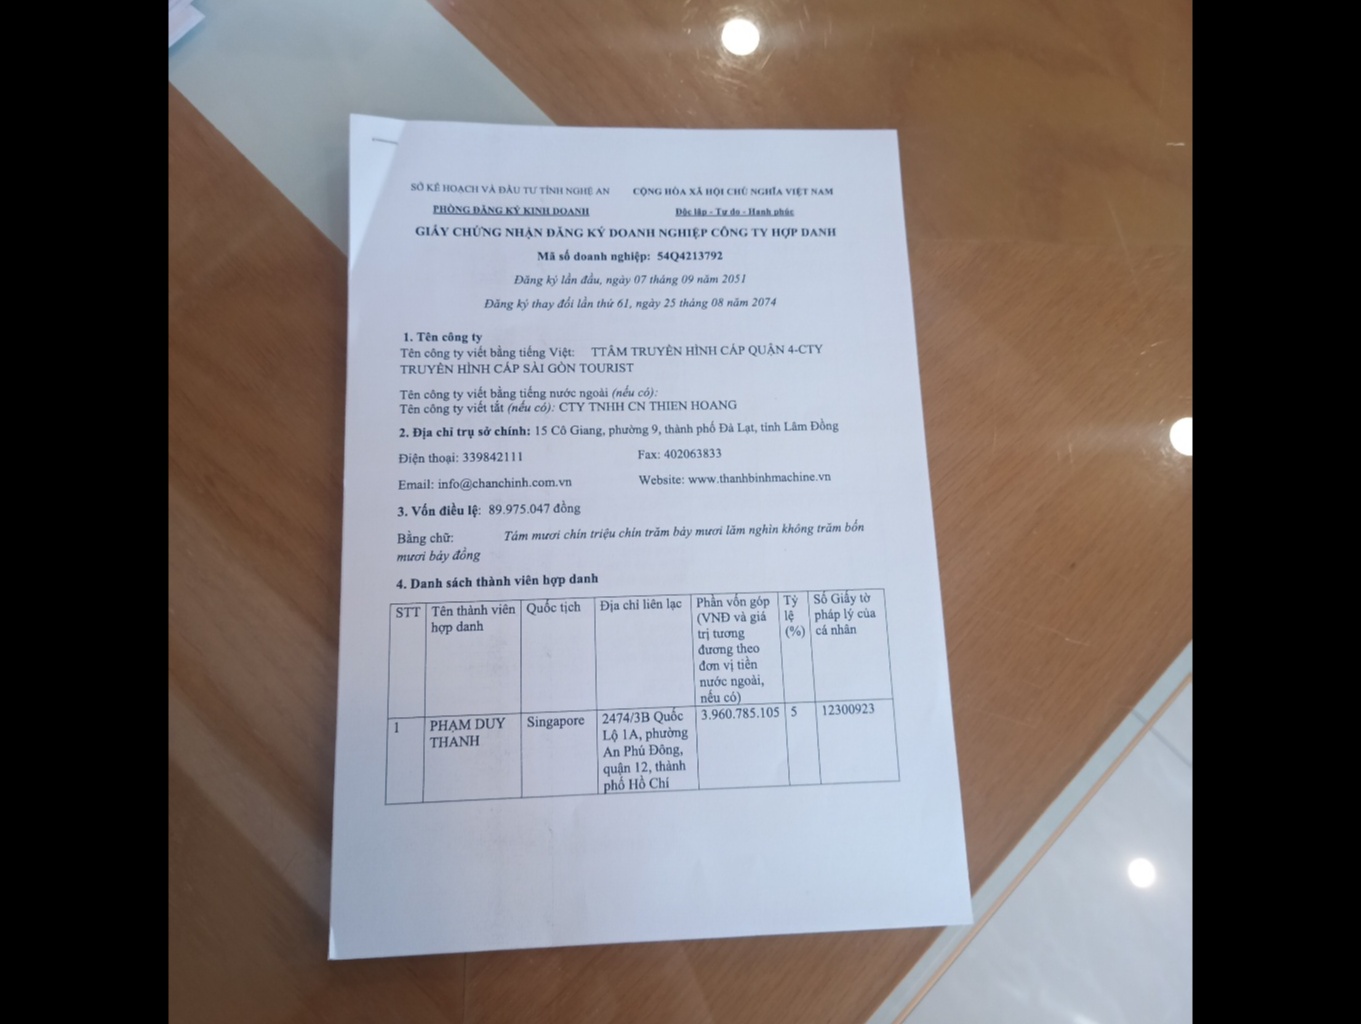 SỞ KẾ HOẠCH VÀ ĐẦU TƯ TỈNH NGHỆ AN CỘNG HÒA XÃ HỘI CHỦ NGHĨA VIỆT NAM
PHÒNG ĐĂNG KÝ KINH DOANH Độc lập - Tự do - Hạnh phúc
GIẤY CHỨNG NHẬN ĐĂNG KÝ DOANH NGHIỆP CÔNG TY HỢP DANH
Mã số doanh nghiệp: 54Q4213792
Đăng ký lần đầu, ngày 07 tháng 09 năm 2051
Đăng ký thay đổi lần thứ 61, ngày 25 tháng 08 năm 2074
1. Tên công ty
Tên công ty viết bằng tiếng Việt: TTÂM TRUYỀN HÌNH CÁP QUẬN 4-CTY
TRUYỀN HÌNH CÁP SÀI GÒN TOURIST
Tên công ty viết bằng tiếng nước ngoài (nếu có):
Tên công ty viết tắt (nếu có): CTY TNHH CN THIEN HOANG
2. Địa chỉ trụ sở chính: 15 Cô Giang, phường 9, thành phố Đà Lạt, tỉnh Lâm Đồng
Điện thoại: 339842111 Fax: 402063833
Email: info@chanchinh.com.vn Website: www.thanhbinhmachine.vn
3. Vốn điều lệ: 89.975.047 đồng
Bằng chữ: Tám mươi chín triệu chín trăm bảy mươi lăm nghìn không trăm bốn
mươi bảy đồng
4. Danh sách thành viên hợp danh
STT Tên thành viên Quốc tịch Địa chỉ liên lạc Phần vốn góp Tỷ Số Giấy tờ
hợp danh (VNĐ và giá lệ pháp lý của
trị tương (%) cá nhân
đương theo
đơn vị tiền
nước ngoài,
nếu có)
1 PHẠM DUY Singapore 2474/3B Quốc 3.960.785.105 5 12300923
THANH Lộ 1A, phường
An Phú Đông,
quận 12, thành
phố Hồ Chí